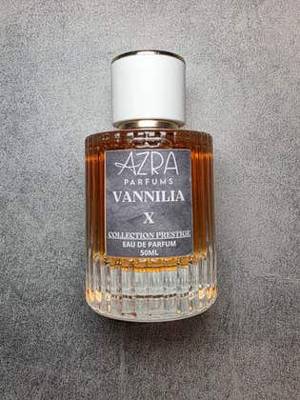 AZRA
PARFUMS
VANNILIA
X
COLLECTION PRESTIGE
EAU DE PARFUM
50ML